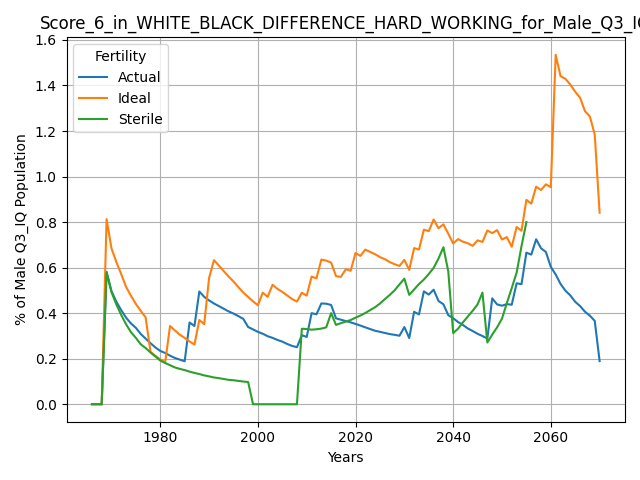 Score_6_in_WHITE_BLACK_DIFFERENCE_HARD_WORKING_for_Male_Q3_IQ
Fertility
Actual
Ideal
Sterile
% of Male Q3_IQ Population
1.6
1.4
1.2
1.0
0.8
0.6
0.4
0.2
0.0
1980
2000
2020
2040
2060
Years